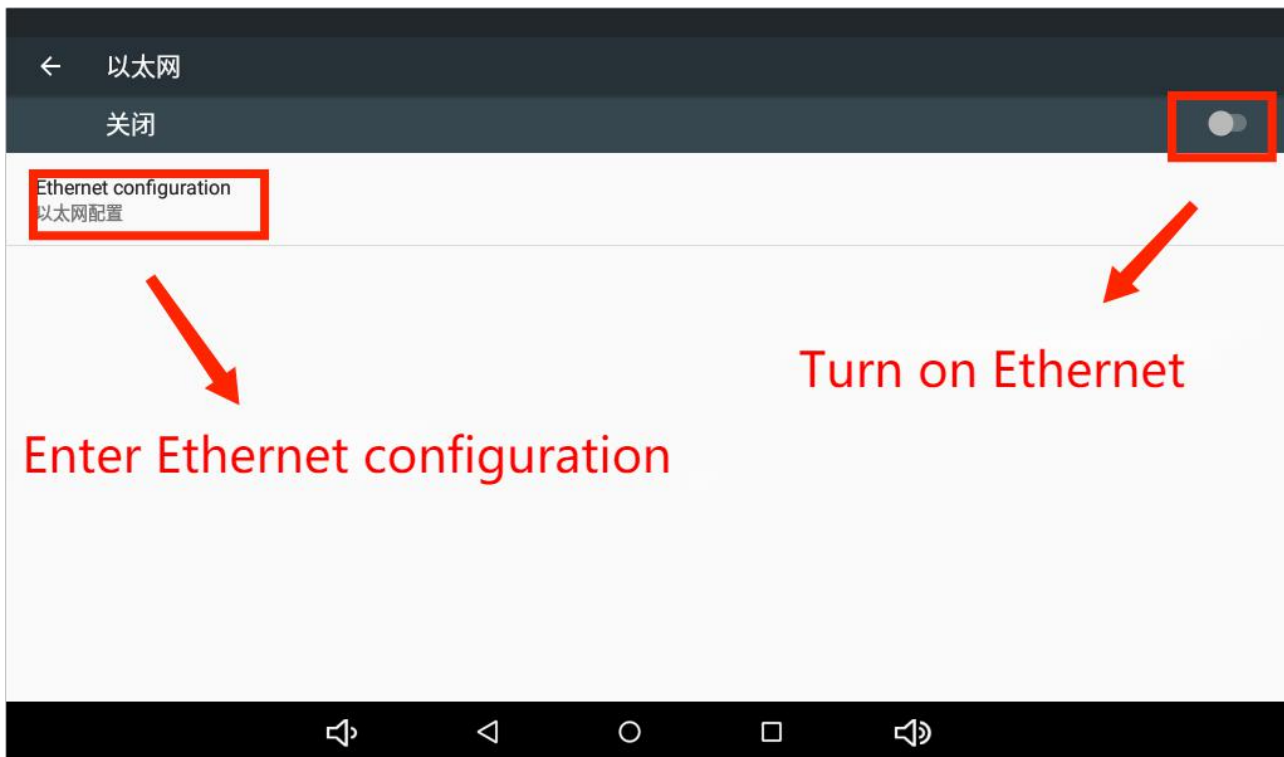 以太网
关闭
Ethernet configuration
以太网配置
Turn on Ethernet
Enter Ethernet configuration